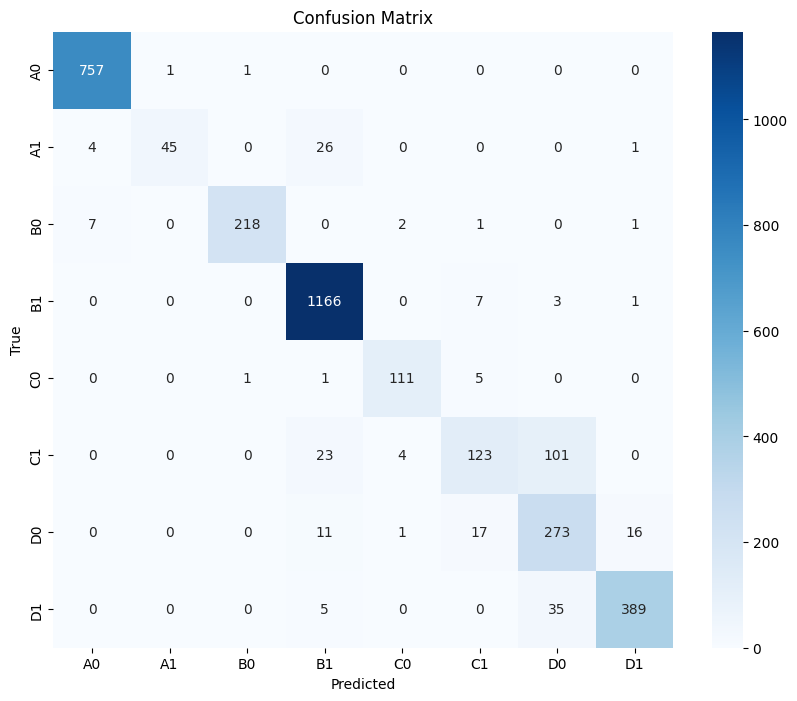 Confusion Matrix
True
A0 757 1 1 0 0 0 0 0
A1 4 45 0 26 0 0 0 1
B0 7 0 218 0 2 1 0 1
B1 0 0 0 1166 0 7 3 1
C0 0 0 1 1 111 5 0 0
C1 0 0 0 23 4 123 101 0
D0 0 0 0 11 1 17 273 16
D1 0 0 0 5 0 0 35 389
A0 A1 B0 B1 C0 C1 D0 D1
Predicted
1000
800
600
400
200
0